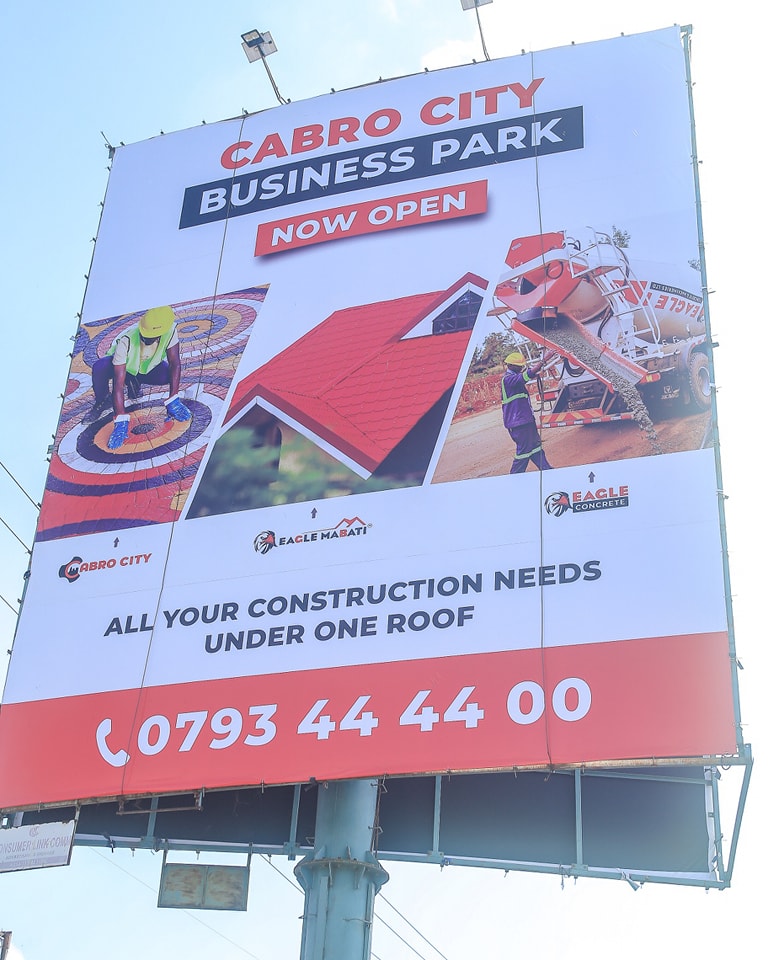 CABRO CITY
BUSINESS PARK
NOW OPEN
EAGLE
CABRO CITY
EAGLE MABATI
EAGLE
CONCRETE
ALL YOUR CONSTRUCTION NEEDS
UNDER ONE ROOF
0793 44 44 00